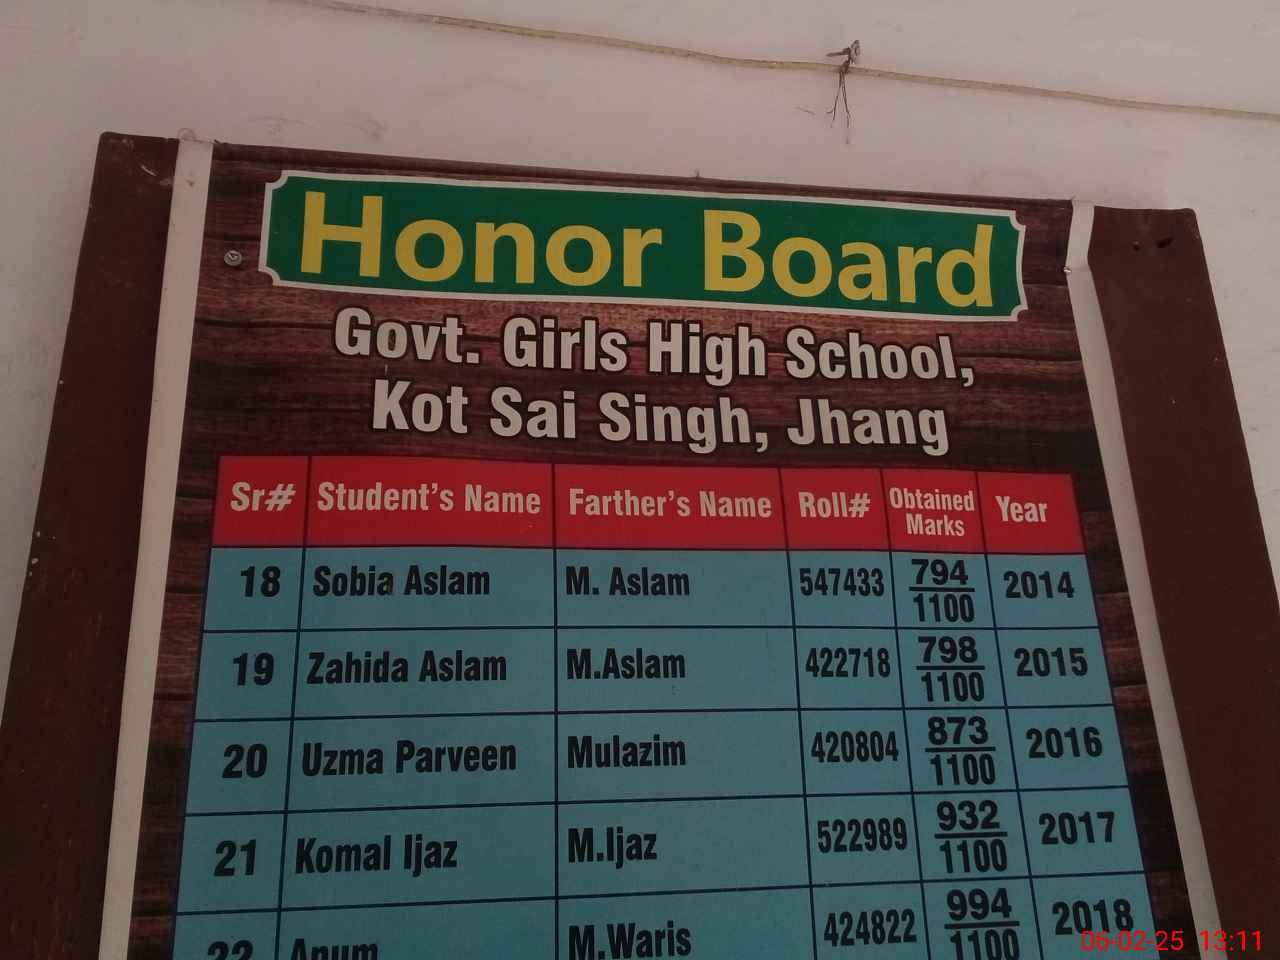 Honor Board
Govt. Girls High School,
Kot Sai Singh, Jhang
Sr# Student's Name Farther's Name Roll# Obtained Marks Year
18 Sobia Aslam M. Aslam 547433 794/1100 2014
19 Zahida Aslam M.Aslam 422718 798/1100 2015
20 Uzma Parveen Mulazim 420804 873/1100 2016
21 Komal Ijaz M.Ijaz 522989 932/1100 2017
22 Anum M.Waris 424822 994/1100 2018
06-02-25 13:11